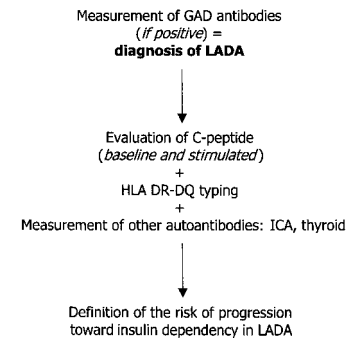 Measurement of GAD antibodies
(if positive) =
diagnosis of LADA
Evaluation of C-peptide
(baseline and stimulated)
+
HLA DR-DQ typing
+
Measurement of other autoantibodies: ICA, thyroid
Definition of the risk of progression
toward insulin dependency in LADA